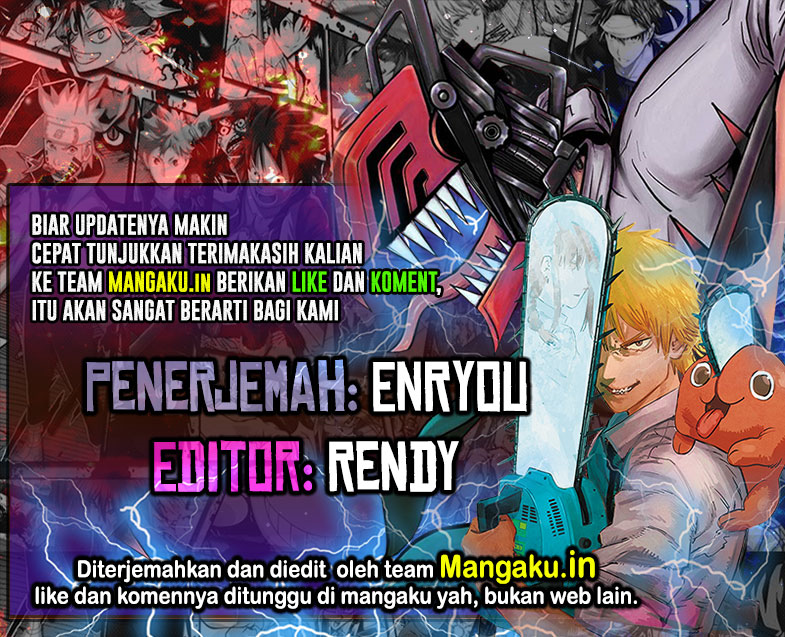 BIAR UPDATENYA MAKIN
CEPAT TUNJUKKAN TERIMAKASIH KALIAN
KE TEAM MANGAKU.in BERIKAN LIKE DAN KOMENT,
ITU AKAN SANGAT BERARTI BAGI KAMI
PENERJEMAH: ENRYOU
EDITOR: RENDY
Diterjemahkan dan diedit oleh team Mangaku.in
like dan komennya ditunggu di mangaku yah, bukan web lain.